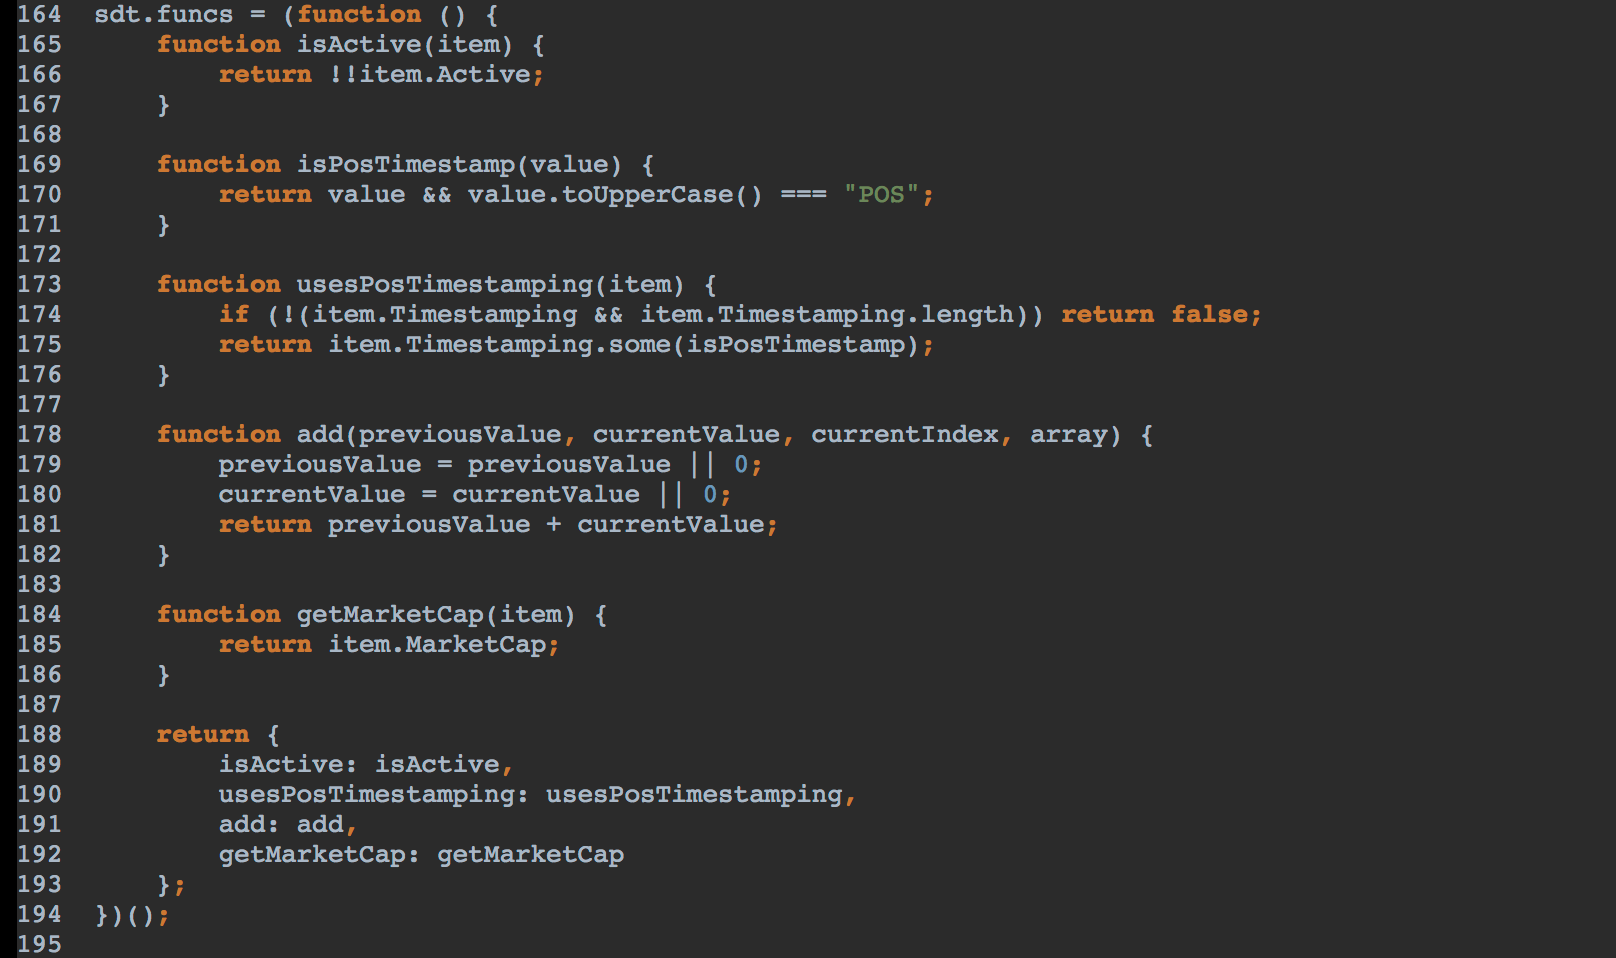 164 sdt.funcs = (function () {
165     function isActive(item) {
166         return !!item.Active;
167     }
168
169     function isPosTimestamp(value) {
170         return value && value.toUpperCase() === "POS";
171     }
172
173     function usesPosTimestamping(item) {
174         if (!(item.Timestamping && item.Timestamping.length)) return false;
175         return item.Timestamping.some(isPosTimestamp);
176     }
177
178     function add(previousValue, currentValue, currentIndex, array) {
179         previousValue = previousValue || 0;
180         currentValue = currentValue || 0;
181         return previousValue + currentValue;
182     }
183
184     function getMarketCap(item) {
185         return item.MarketCap;
186     }
187
188     return {
189         isActive: isActive,
190         usesPosTimestamping: usesPosTimestamping,
191         add: add,
192         getMarketCap: getMarketCap
193     };
194 })();
195